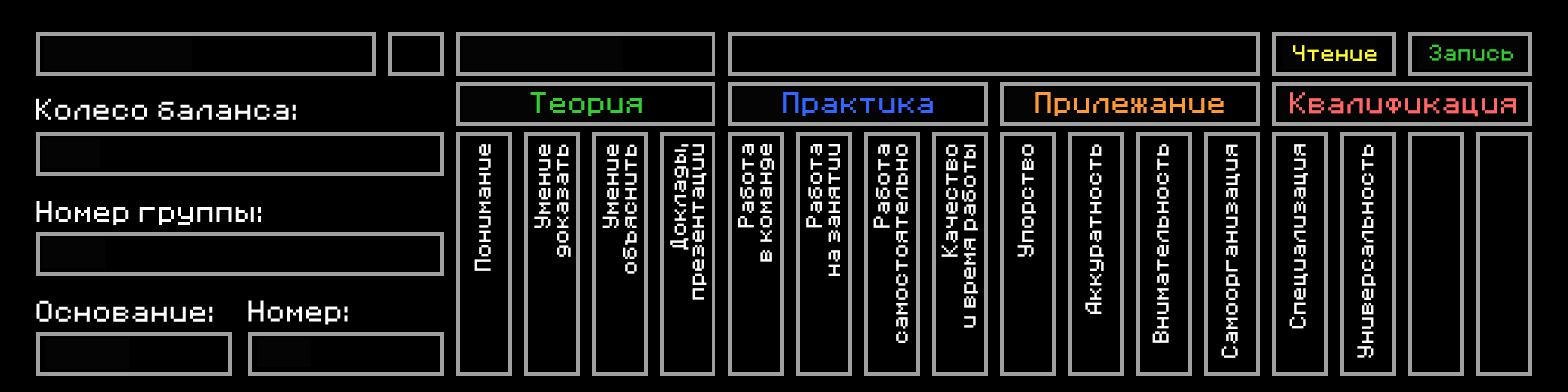 Чтение
Запись
Колесо баланса:
Теория
Практика
Прилежание
Квалификация
Номер группы:
Основание:
Номер:
Понимание
Умение
доказать
Умение
объяснить
Доклады,
презентации
Работа
в команде
Работа
на занятии
Работа
самостоятельно
Качество
и время работы
Упорство
Аккуратность
Внимательность
Самоорганизация
Специализация
Универсальность